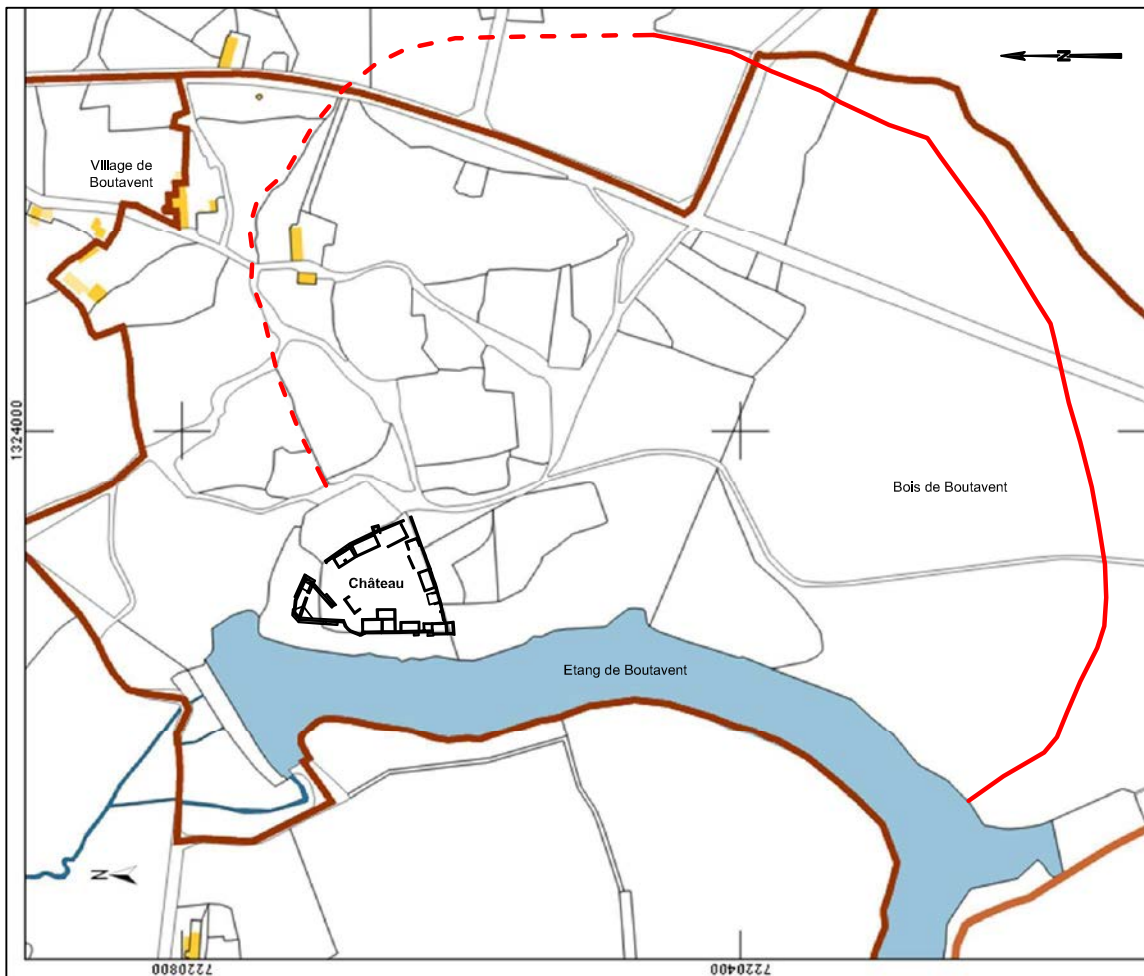 N
Village de
Boutavent
1324000
Bois de Boutavent
Château
Etang de Boutavent
N
7220800
7220400